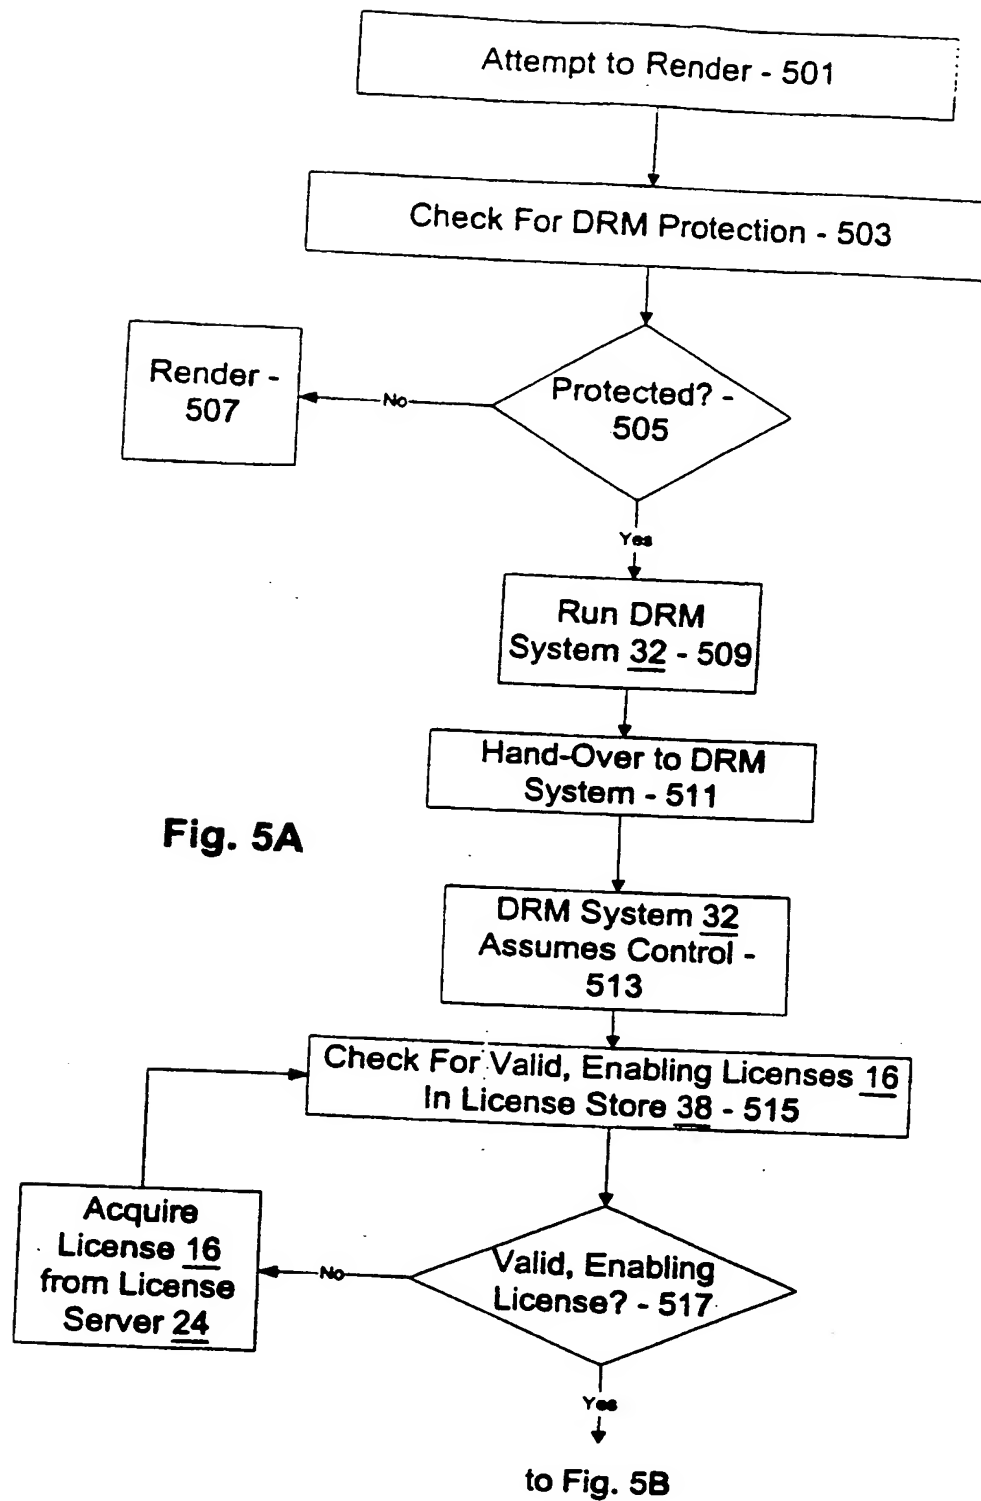 Attempt to Render - 501
Check For DRM Protection - 503
Render -
507
No
Protected? -
505
Yes
Run DRM
System 32 - 509
Hand-Over to DRM
System - 511
Fig. 5A
DRM System 32
Assumes Control -
513
Check For Valid, Enabling Licenses 16
In License Store 38 - 515
Acquire
License 16
from License
Server 24
No
Valid, Enabling
License? - 517
Yes
to Fig. 5B